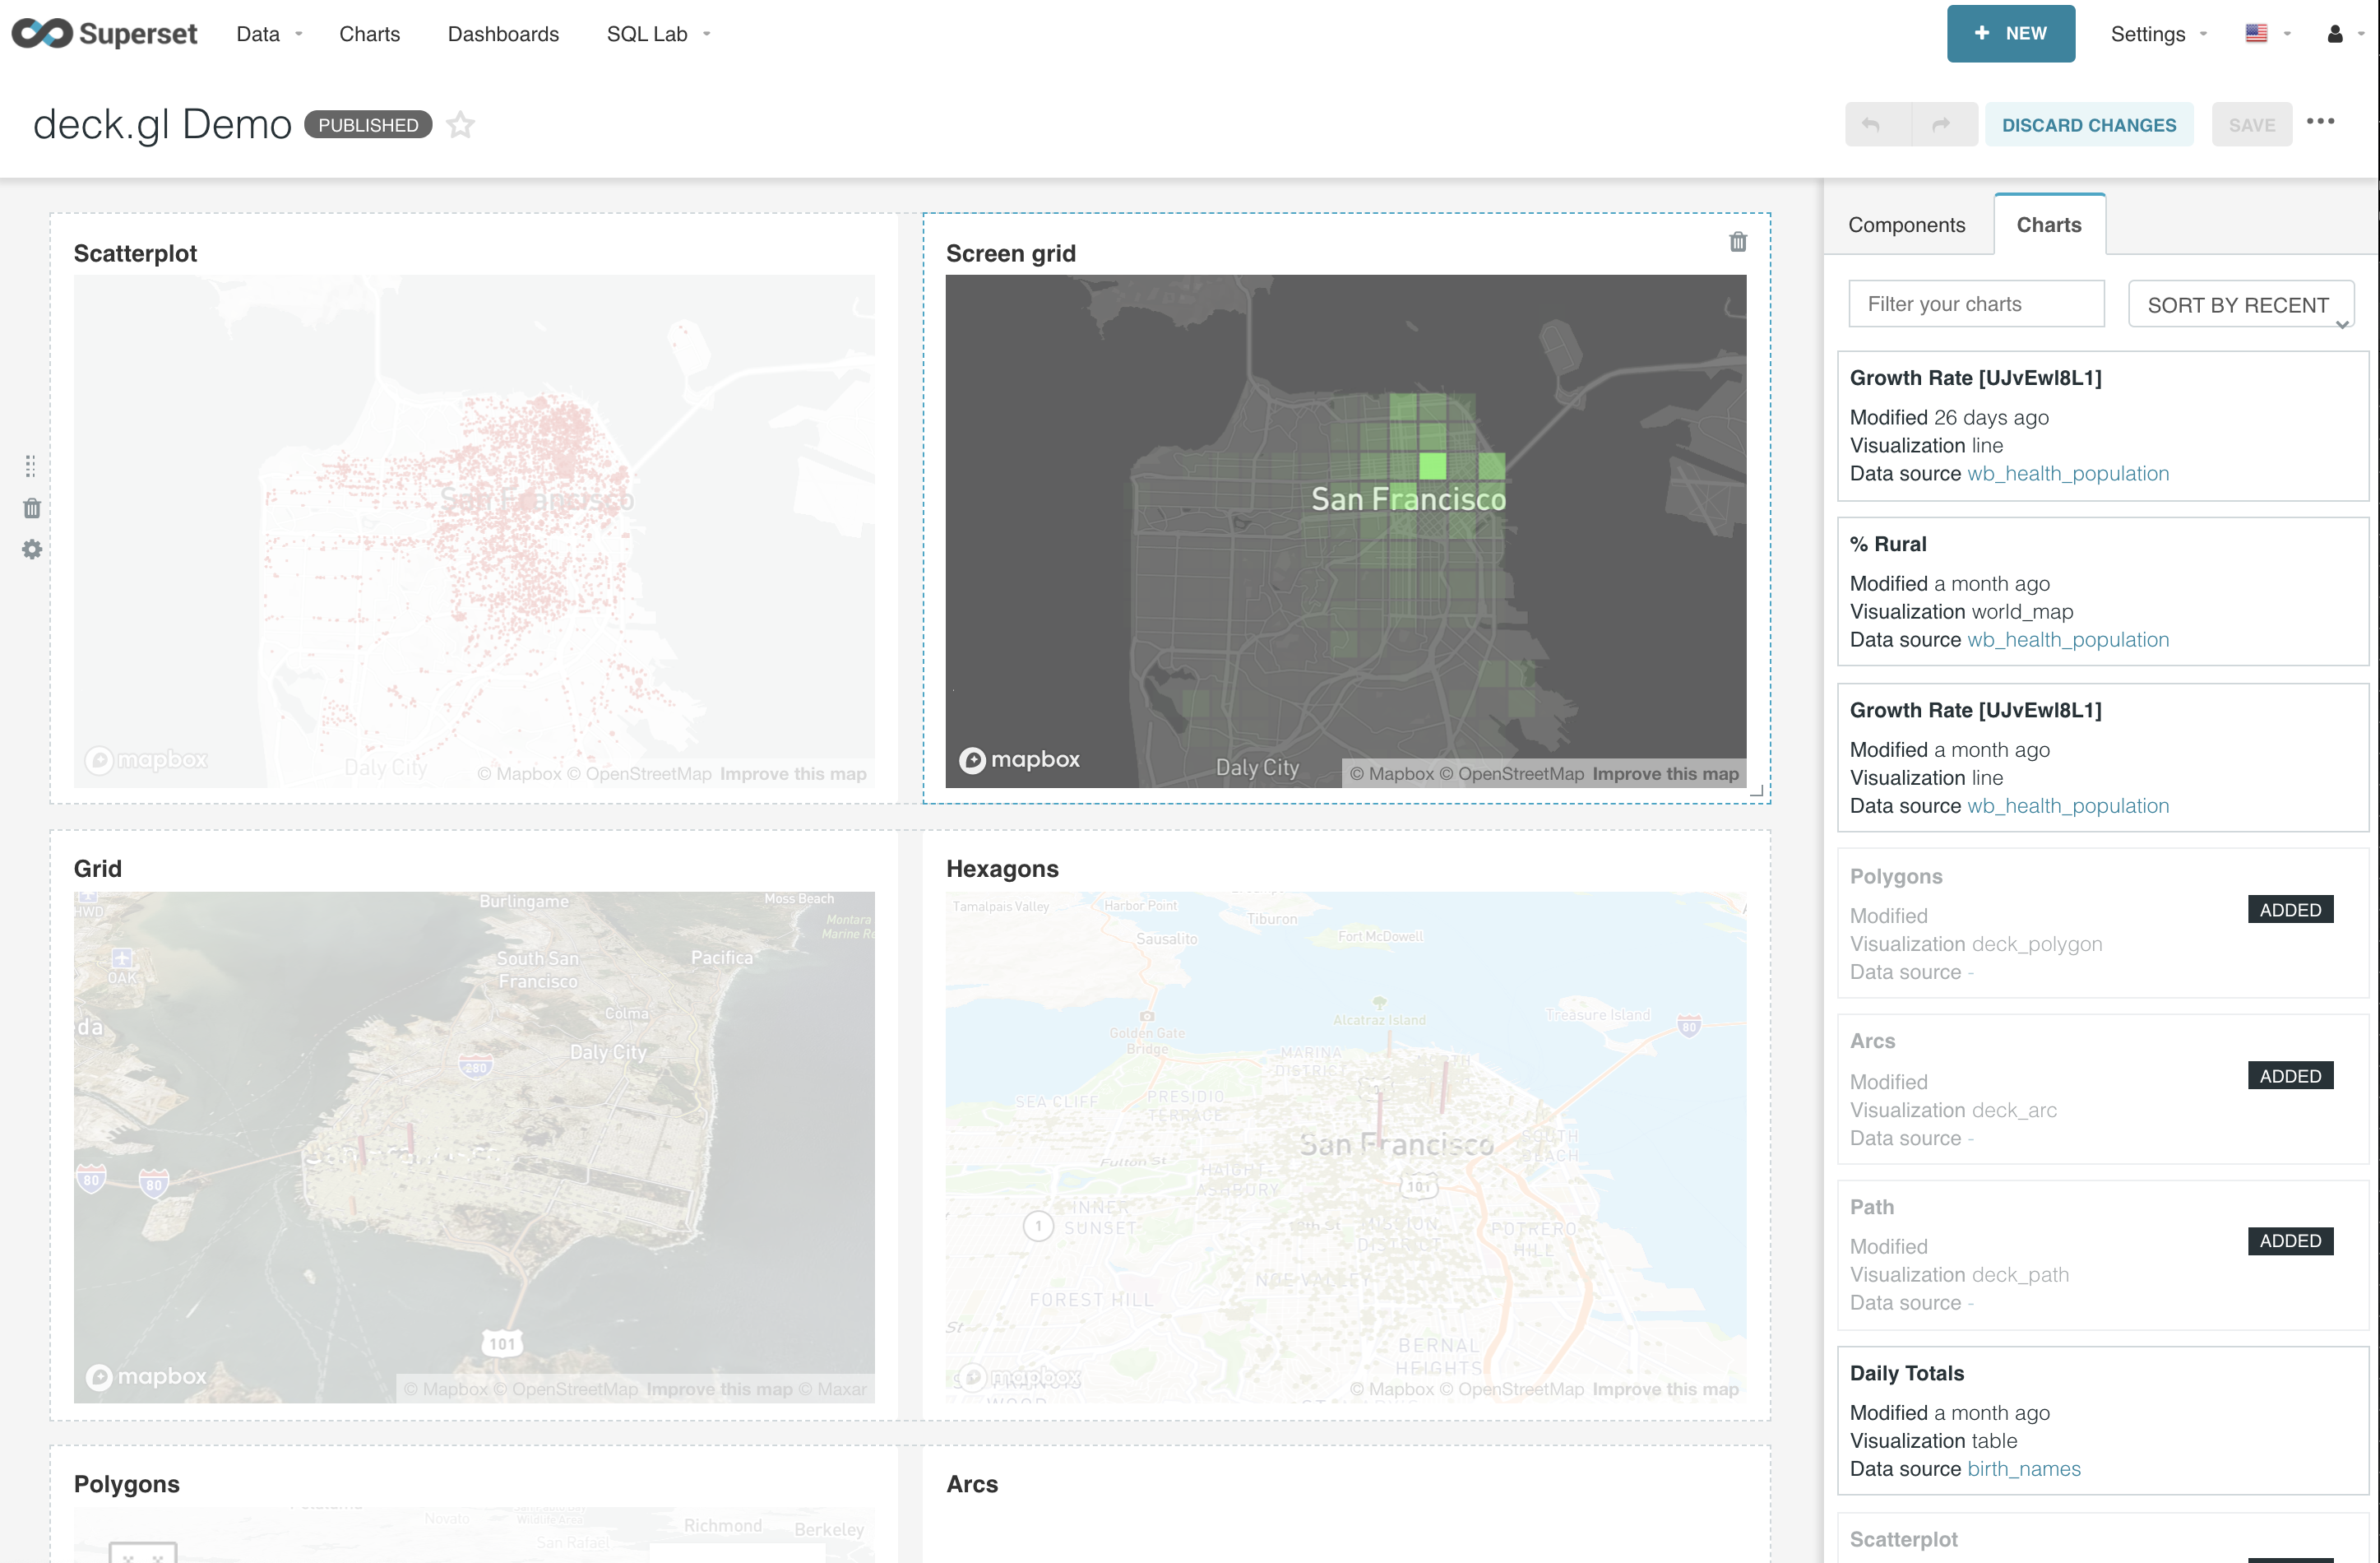 Superset Data Charts Dashboards SQL Lab + NEW Settings
deck.gl Demo PUBLISHED DISCARD CHANGES SAVE
Scatterplot
San Francisco
mapbox
Daly City
© Mapbox © OpenStreetMap Improve this map
Screen grid
San Francisco
mapbox
Daly City
© Mapbox © OpenStreetMap Improve this map
Grid
HWD
Burlingame
Moss Beach
Montara
OAK
South San
Francisco
Pacifica
Colma
Daly City
280
80
80
101
mapbox
© Mapbox © OpenStreetMap Improve this map © Maxar
Hexagons
Tamalpais Valley
Harbor Point
Tiburon
Sausalito
Fort McDowell
Golden Gate
Bridge
Alcatraz Island
Treasure Island
80
MARINA
DISTRICT
SEA CLIFF
PRESIDIO
TERRACE
San Francisco
SOUTH
BEACH
Fulton St
HAIGHT-
ASHBURY
101
1
INNER
SUNSET
MISSION
DISTRICT
POTRERO
HILL
NOE VALLEY
FOREST HILL
St
BERNAL
HEIGHTS
mapbox
© Mapbox © OpenStreetMap Improve this map
Polygons
Novato
Wildlife Area
San Rafael
Richmond
Berkeley
Arcs
Components
Charts
Filter your charts
SORT BY RECENT
Growth Rate [UJvEwI8L1]
Modified 26 days ago
Visualization line
Data source wb_health_population
% Rural
Modified a month ago
Visualization world_map
Data source wb_health_population
Growth Rate [UJvEwI8L1]
Modified a month ago
Visualization line
Data source wb_health_population
Polygons
ADDED
Modified
Visualization deck_polygon
Data source -
Arcs
ADDED
Modified
Visualization deck_arc
Data source -
Path
ADDED
Modified
Visualization deck_path
Data source -
Daily Totals
Modified a month ago
Visualization table
Data source birth_names
Scatterplot